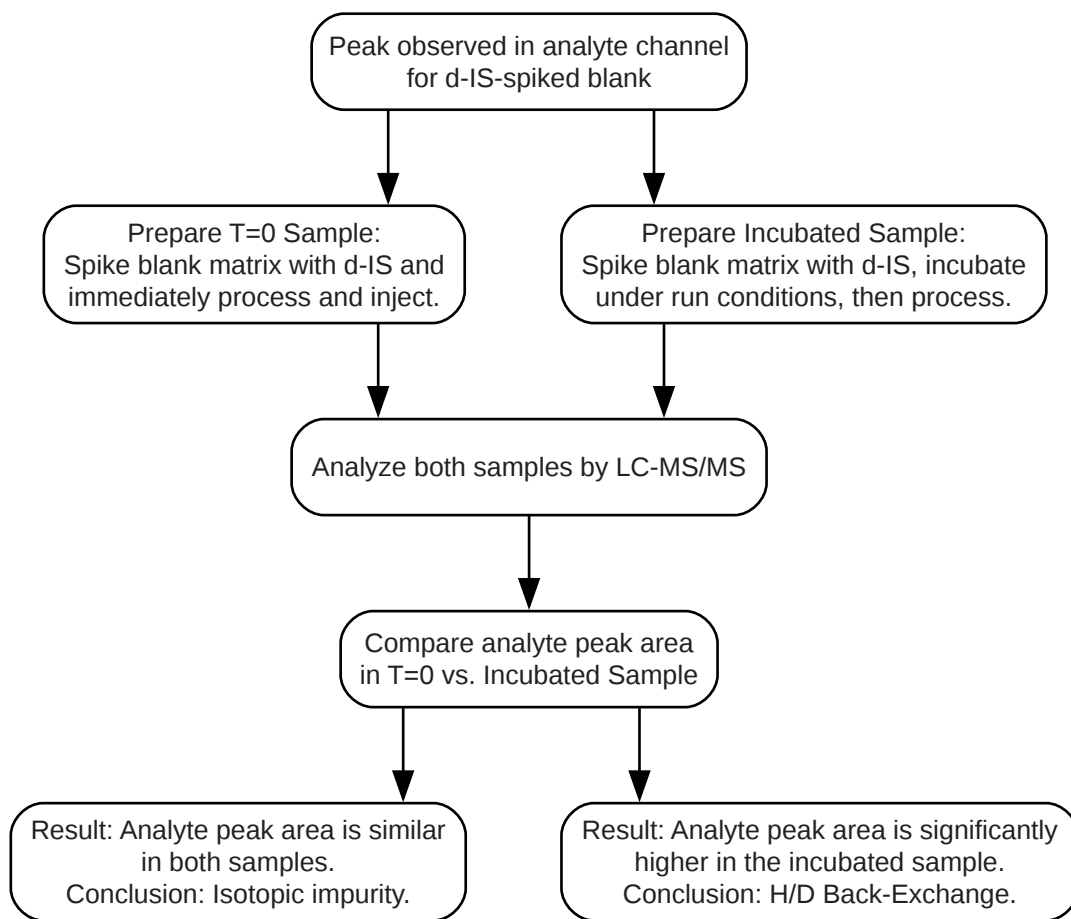 Peak observed in analyte channel
for d-IS-spiked blank
Prepare T=0 Sample:
Spike blank matrix with d-IS and
immediately process and inject.
Prepare Incubated Sample:
Spike blank matrix with d-IS, incubate
under run conditions, then process.
Analyze both samples by LC-MS/MS
Compare analyte peak area
in T=0 vs. Incubated Sample
Result: Analyte peak area is similar
in both samples.
Conclusion: Isotopic impurity.
Result: Analyte peak area is significantly
higher in the incubated sample.
Conclusion: H/D Back-Exchange.